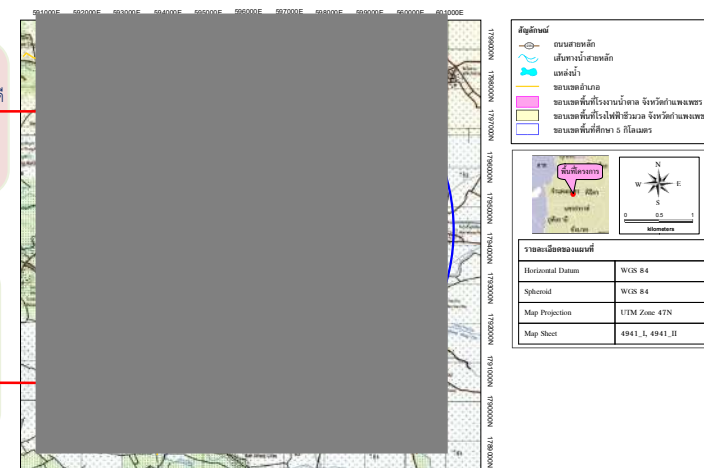 591000E 592000E 593000E 594000E 595000E 596000E 597000E 598000E 599000E 560000E 601000E
1799000N
1798000N
1797000N
1796000N
1795000N
1794000N
1793000N
1792000N
1791000N
1790000N
1789000N
สัญลักษณ์
ถนนสายหลัก
เส้นทางน้ำสายหลัก
แหล่งน้ำ
ขอบเขตอำเภอ
ขอบเขตพื้นที่โรงงานน้ำตาล จังหวัดกำแพงเพชร
ขอบเขตพื้นที่โรงไฟฟ้าชีวมวล จังหวัดกำแพงเพชร
ขอบเขตพื้นที่ศึกษา 5 กิโลเมตร
พื้นที่โครงการ
N
W E
S
0 0.5 1
kilometers
รายละเอียดของแผนที่
Horizontal Datum WGS 84
Spheroid WGS 84
Map Projection UTM Zone 47N
Map Sheet 4941_I, 4941_II